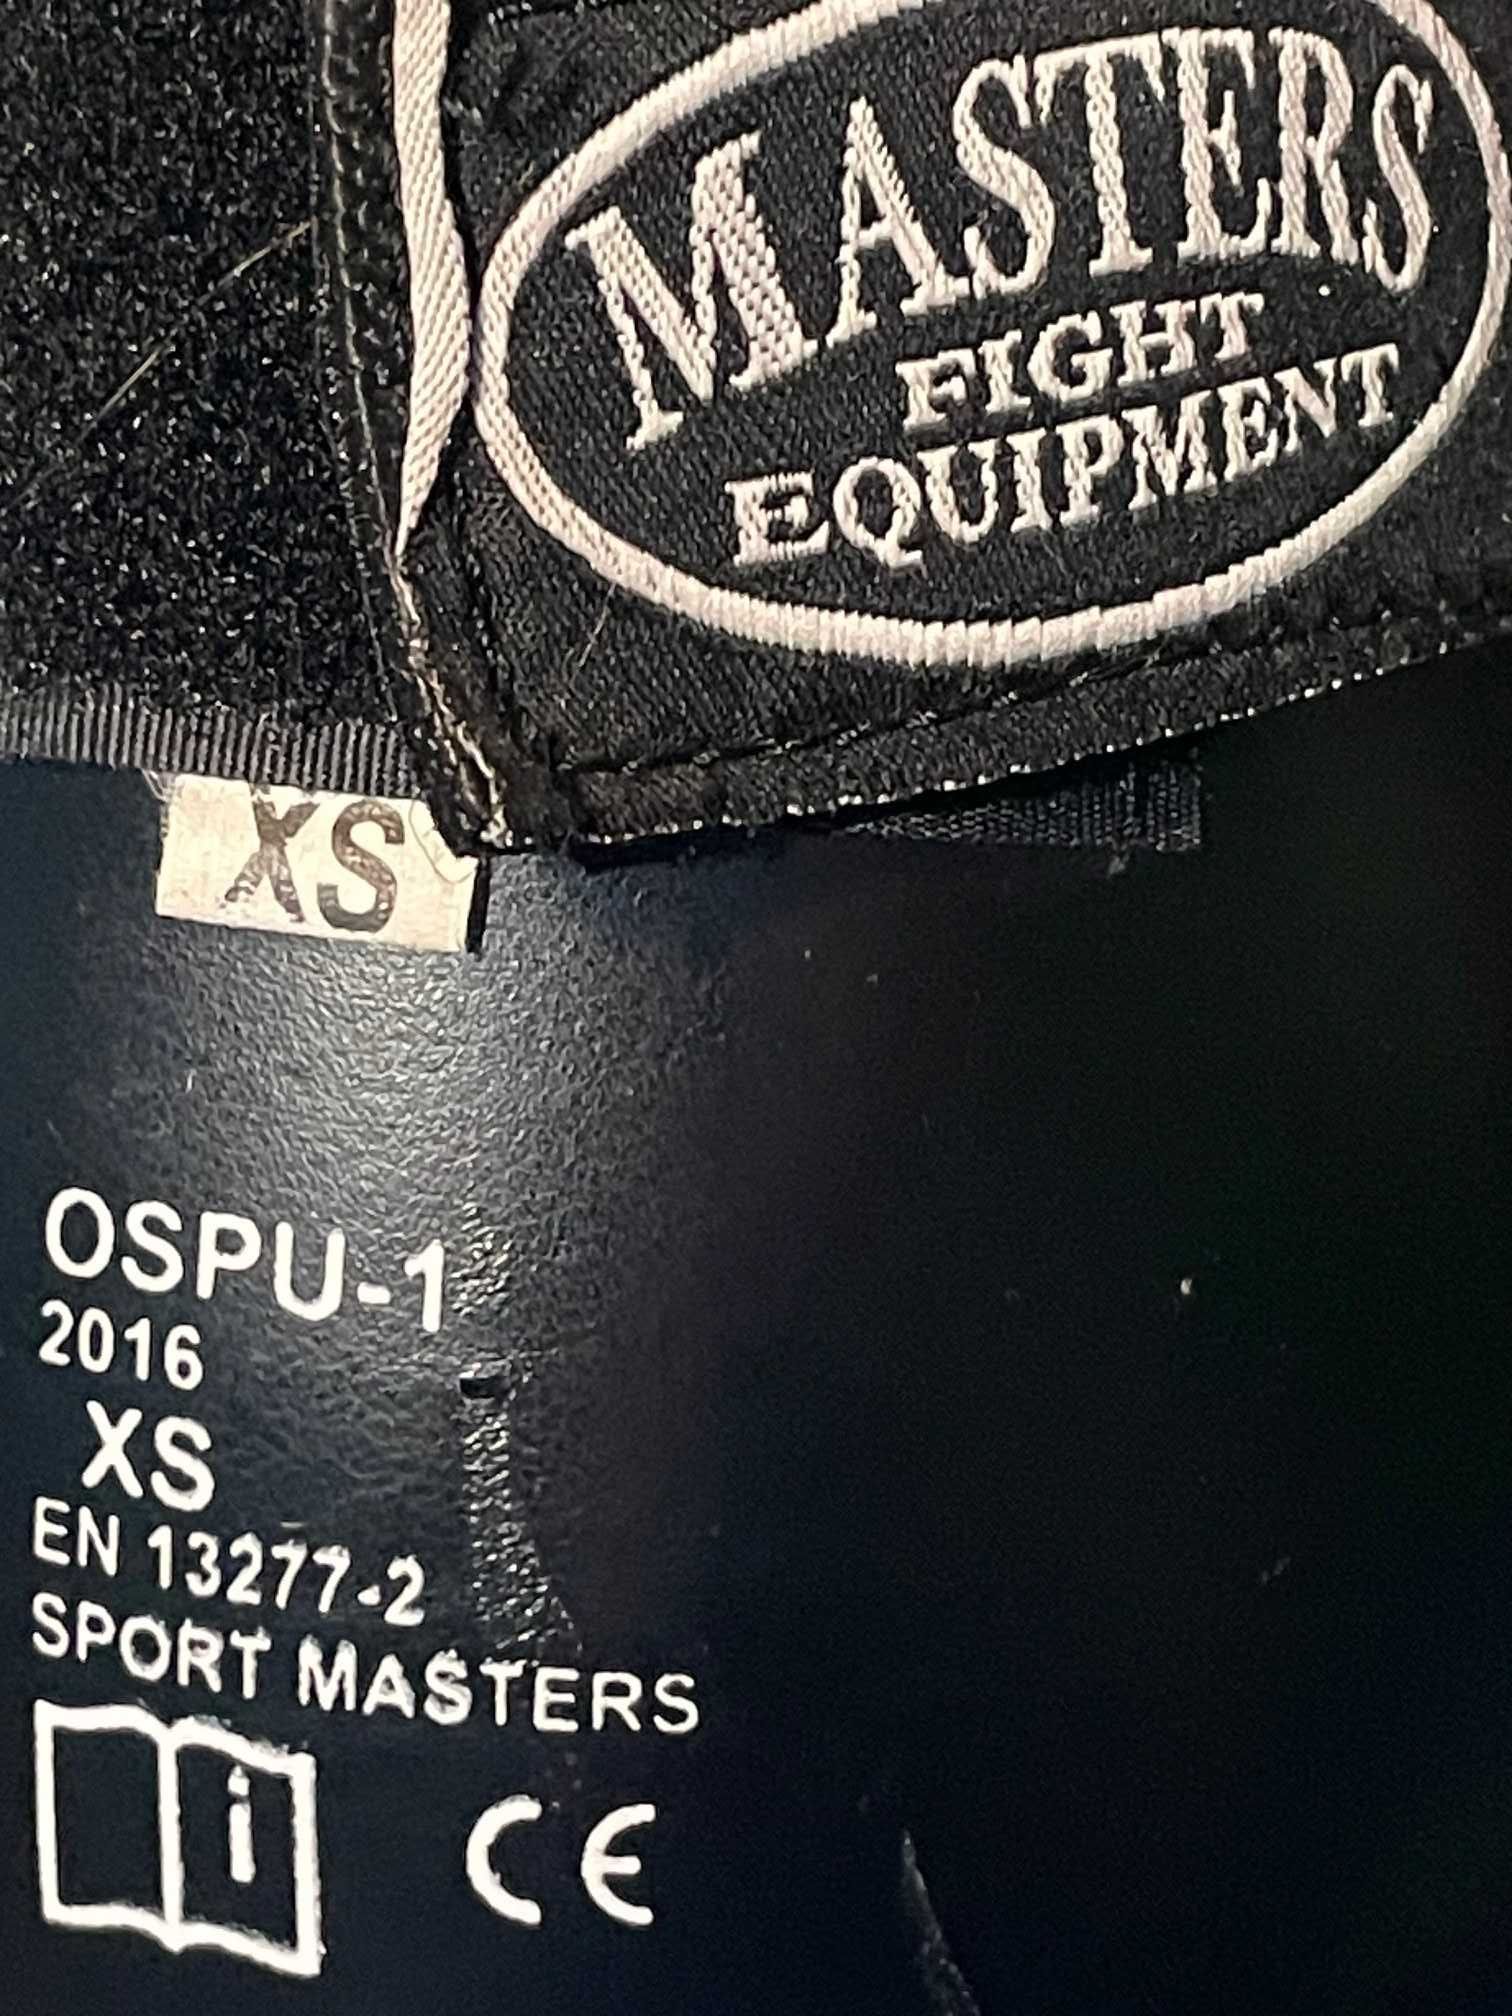 MASTERS
FIGHT
EQUIPMENT
XS
OSPU-1
2016
XS
EN 13277-2
SPORT MASTERS
i
CE